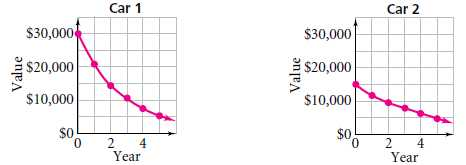 Car 1
Value
$30,000
$20,000
$10,000
$0
0 2 4
Year
Car 2
Value
$30,000
$20,000
$10,000
$0
0 2 4
Year